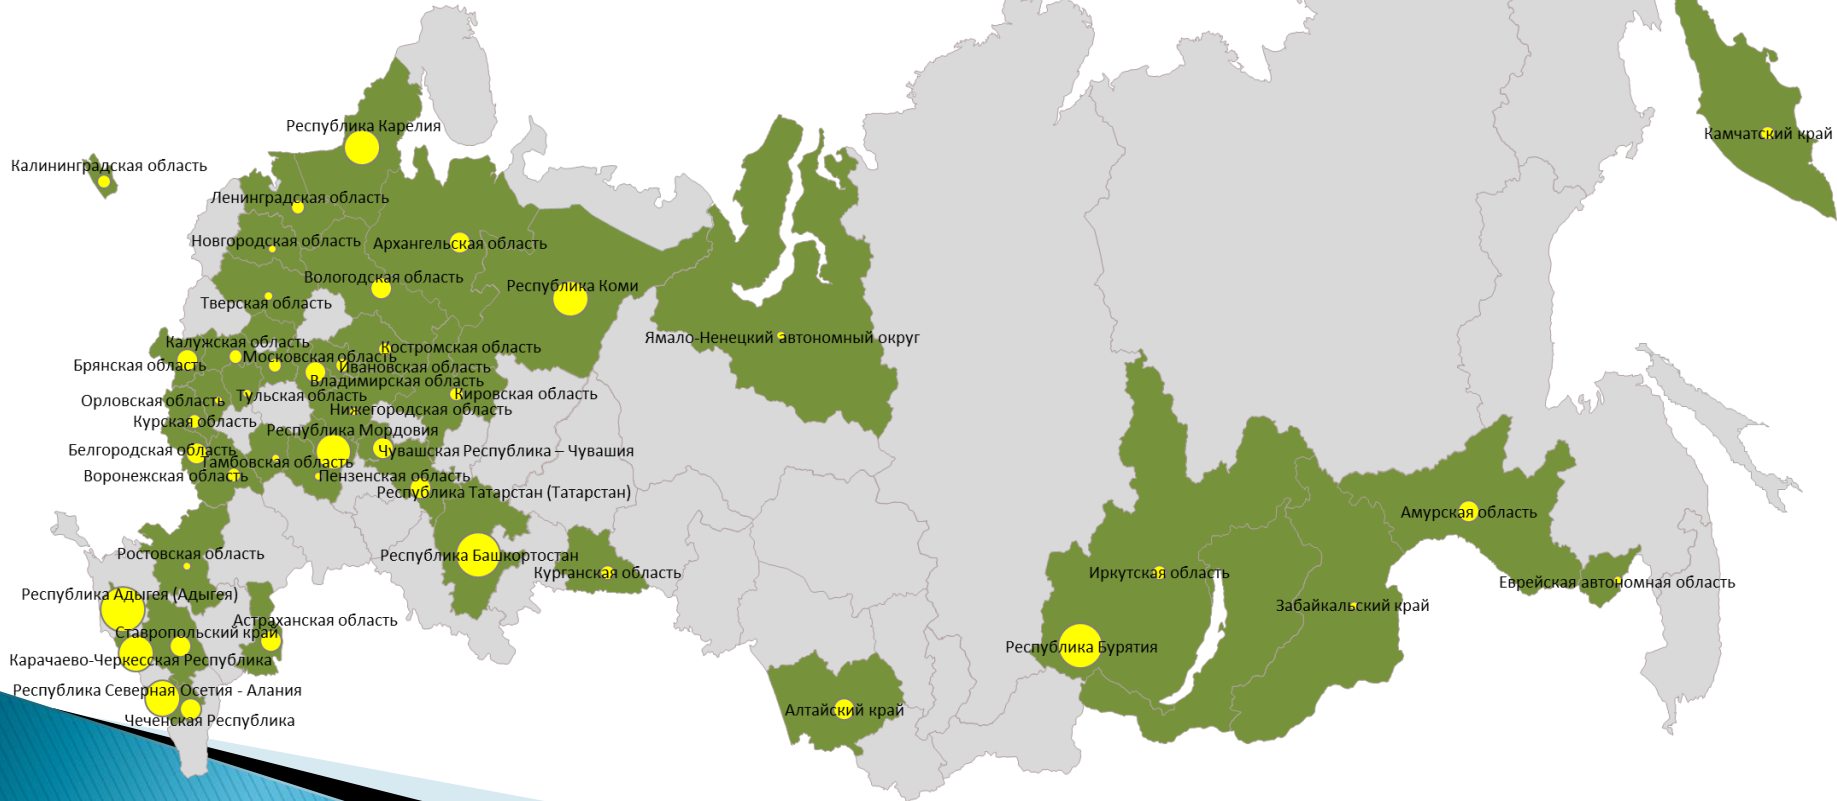 Республика Карелия
Камчатский край
Калининградская область
Ленинградская область
Новгородская область
Архангельская область
Вологодская область
Республика Коми
Тверская область
Ямало-Ненецкий автономный округ
Калужская область
Костромская область
Московская область
Брянская область
Ивановская область
Владимирская область
Кировская область
Тульская область
Орловская область
Нижегородская область
Курская область
Республика Мордовия
Белгородская область
Чувашская Республика – Чувашия
Тамбовская область
Воронежская область
Пензенская область
Республика Татарстан (Татарстан)
Амурская область
Ростовская область
Республика Башкортостан
Курганская область
Иркутская область
Еврейская автономная область
Республика Адыгея (Адыгея)
Забайкальский край
Астраханская область
Ставропольский край
Республика Бурятия
Карачаево-Черкесская Республика
Республика Северная Осетия - Алания
Алтайский край
Чеченская Республика